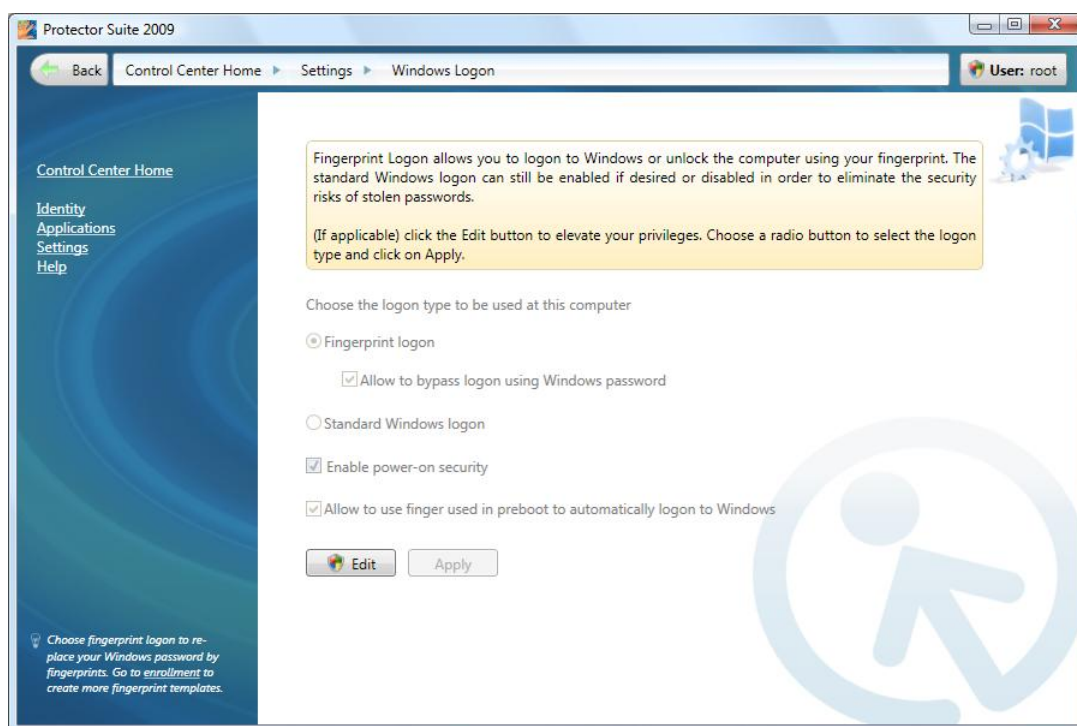 Protector Suite 2009
Back Control Center Home Settings Windows Logon User: root
Control Center Home
Identity
Applications
Settings
Help
Fingerprint Logon allows you to logon to Windows or unlock the computer using your fingerprint. The
standard Windows logon can still be enabled if desired or disabled in order to eliminate the security
risks of stolen passwords.
(If applicable) click the Edit button to elevate your privileges. Choose a radio button to select the logon
type and click on Apply.
Choose the logon type to be used at this computer
Fingerprint logon
Allow to bypass logon using Windows password
Standard Windows logon
Enable power-on security
Allow to use finger used in preboot to automatically logon to Windows
Edit Apply
Choose fingerprint logon to re-
place your Windows password by
fingerprints. Go to enrollment to
create more fingerprint templates.